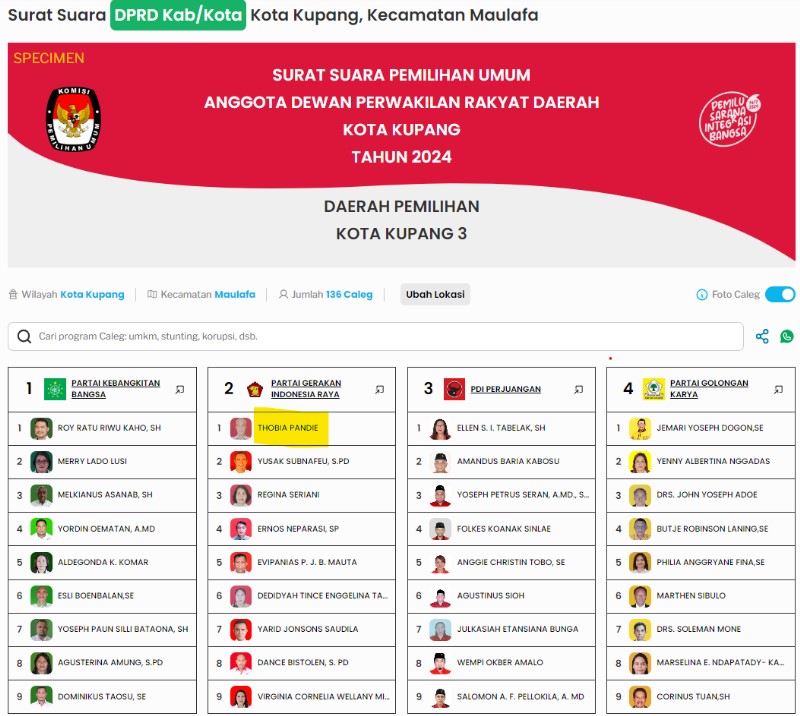 Surat Suara DPRD Kab/Kota Kota Kupang, Kecamatan Maulafa
SPECIMEN
KOMISI
PEMILIHAN UMUM
SURAT SUARA PEMILIHAN UMUM
ANGGOTA DEWAN PERWAKILAN RAKYAT DAERAH
KOTA KUPANG
TAHUN 2024
PEMILU
SARANA
INTEGRASI
BANGSA
DAERAH PEMILIHAN
KOTA KUPANG 3
Wilayah Kota Kupang
Kecamatan Maulafa
Jumlah 136 Caleg
Ubah Lokasi
Foto Caleg
Cari program Caleg: umkm, stunting, korupsi, dsb.
1 PARTAI KEBANGKITAN
BANGSA
1 ROY RATU RIWU KAHO, SH
2 MERRY LADO LUSI
3 MELKIANUS ASANAB, SH
4 YORDIN OEMATAN, A.MD
5 ALDEGONDA K. KOMAR
6 ESLI BOENBALAN,SE
7 YOSEPH PAUN SILLI BATAONA, SH
8 AGUSTERINA AMUNG, S.PD
9 DOMINIKUS TAOSU, SE
2 PARTAI GERAKAN
INDONESIA RAYA
1 THOBIA PANDIE
2 YUSAK SUBNAFEU, S.PD
3 REGINA SERIANI
4 ERNOS NEPARASI, SP
5 EVIPANIAS P. J. B. MAUTA
6 DEDIDYAH TINCE ENGGELINA TA...
7 YARID JONSONS SAUDILA
8 DANCE BISTOLEN, S. PD
9 VIRGINIA CORNELIA WELLANY MI...
3 PDI PERJUANGAN
1 ELLEN S. I. TABELAK, SH
2 AMANDUS BARIA KABOSU
3 YOSEPH PETRUS SERAN, A.MD., S...
4 FOLKES KOANAK SINLAE
5 ANGGIE CHRISTIN TOBO, SE
6 AGUSTINUS SIOH
7 JULKASIAH ETANSIANA BUNGA
8 WEMPI OKBER AMALO
9 SALOMON A. F. PELLOKILA, A. MD
4 PARTAI GOLONGAN
KARYA
1 JEMARI YOSEPH DOGON,SE
2 YENNY ALBERTINA NGGADAS
3 DRS. JOHN YOSEPH ADOE
4 BUTJE ROBINSON LANING,SE
5 PHILIA ANGGRYANE FINA,SE
6 MARTHEN SIBULO
7 DRS. SOLEMAN MONE
8 MARSELINA E. NDAPATADY- KA...
9 CORINUS TUAN,SH